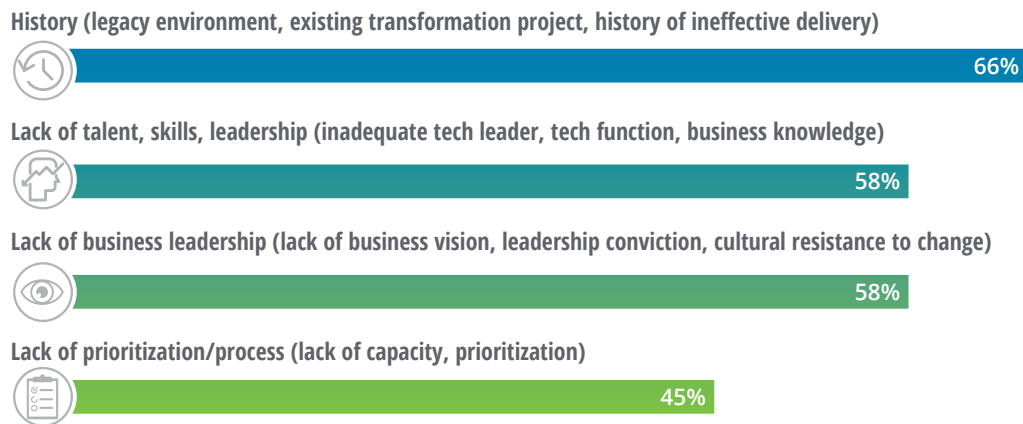 History (legacy environment, existing transformation project, history of ineffective delivery)
66%
Lack of talent, skills, leadership (inadequate tech leader, tech function, business knowledge)
58%
Lack of business leadership (lack of business vision, leadership conviction, cultural resistance to change)
58%
Lack of prioritization/process (lack of capacity, prioritization)
45%